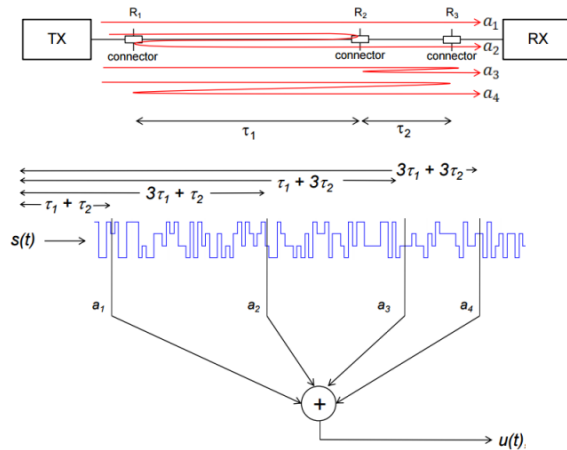 R₁ R₂ R₃ a₁
TX RX
a₂
connector connector connector
a₃
a₄
τ₁ τ₂
3τ₁ + 3τ₂
τ₁ + 3τ₂
3τ₁ + τ₂
τ₁ + τ₂
s(t)
a₁ a₂ a₃ a₄
+
u(t)